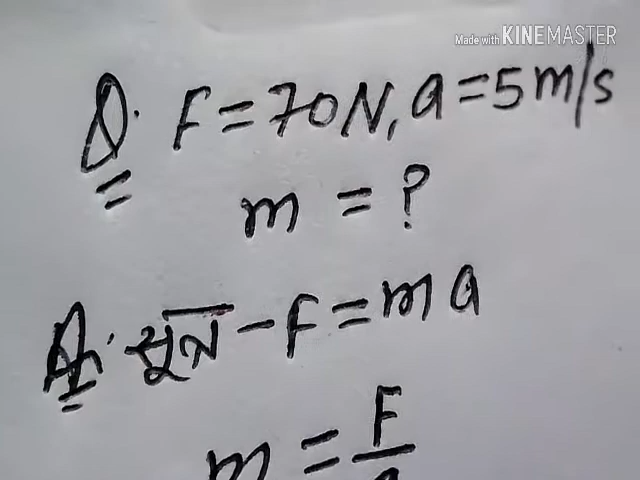 Made with KINEMASTER
Q. F=70N, a=5m/s
m = ?
A. सूत्र - F=ma
m = F/a